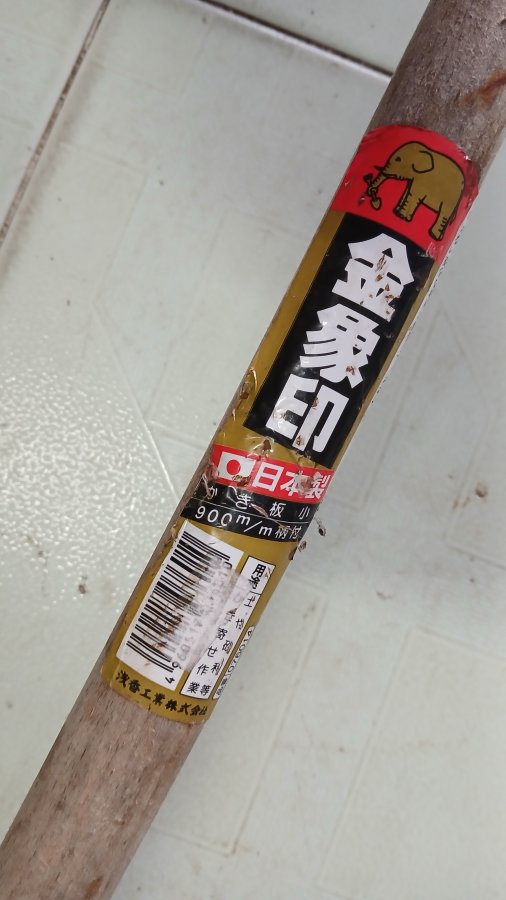 金象印
日本製
かき板小
900m/m柄付
用途
土・
砂利
寄せ作
業等
浅香工業株式会社